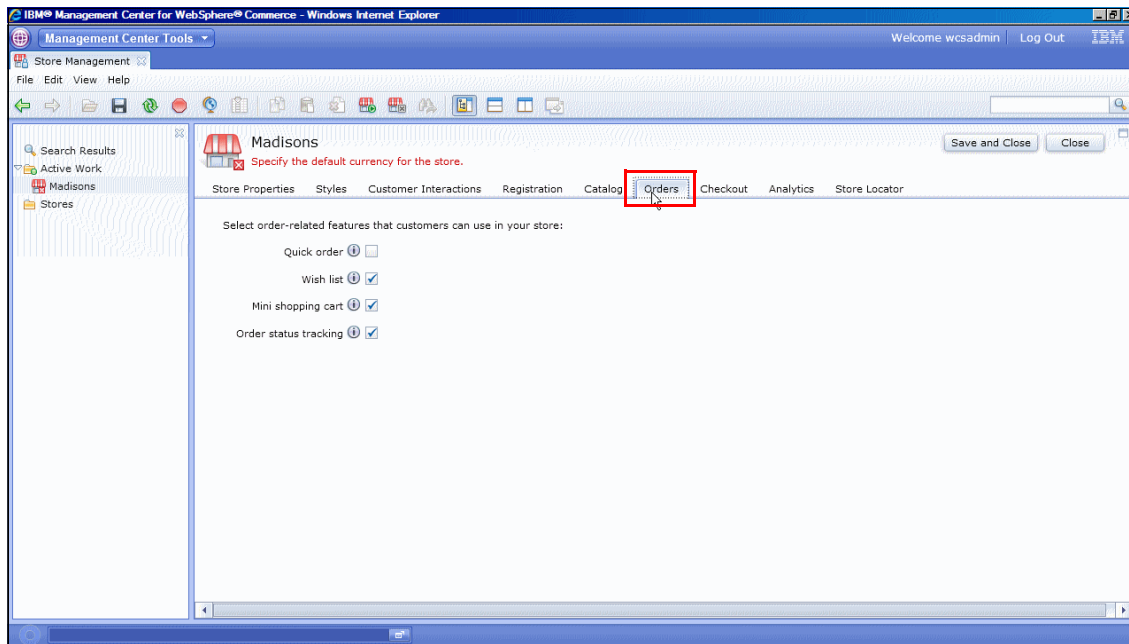 IBM® Management Center for WebSphere® Commerce - Windows Internet Explorer
Management Center Tools
Welcome wcsadmin
Log Out
IBM
Store Management
File Edit View Help
Search Results
Active Work
Madisons
Stores
Madisons
Specify the default currency for the store.
Save and Close
Close
Store Properties Styles Customer Interactions Registration Catalog Orders Checkout Analytics Store Locator
Select order-related features that customers can use in your store:
Quick order
Wish list
Mini shopping cart
Order status tracking